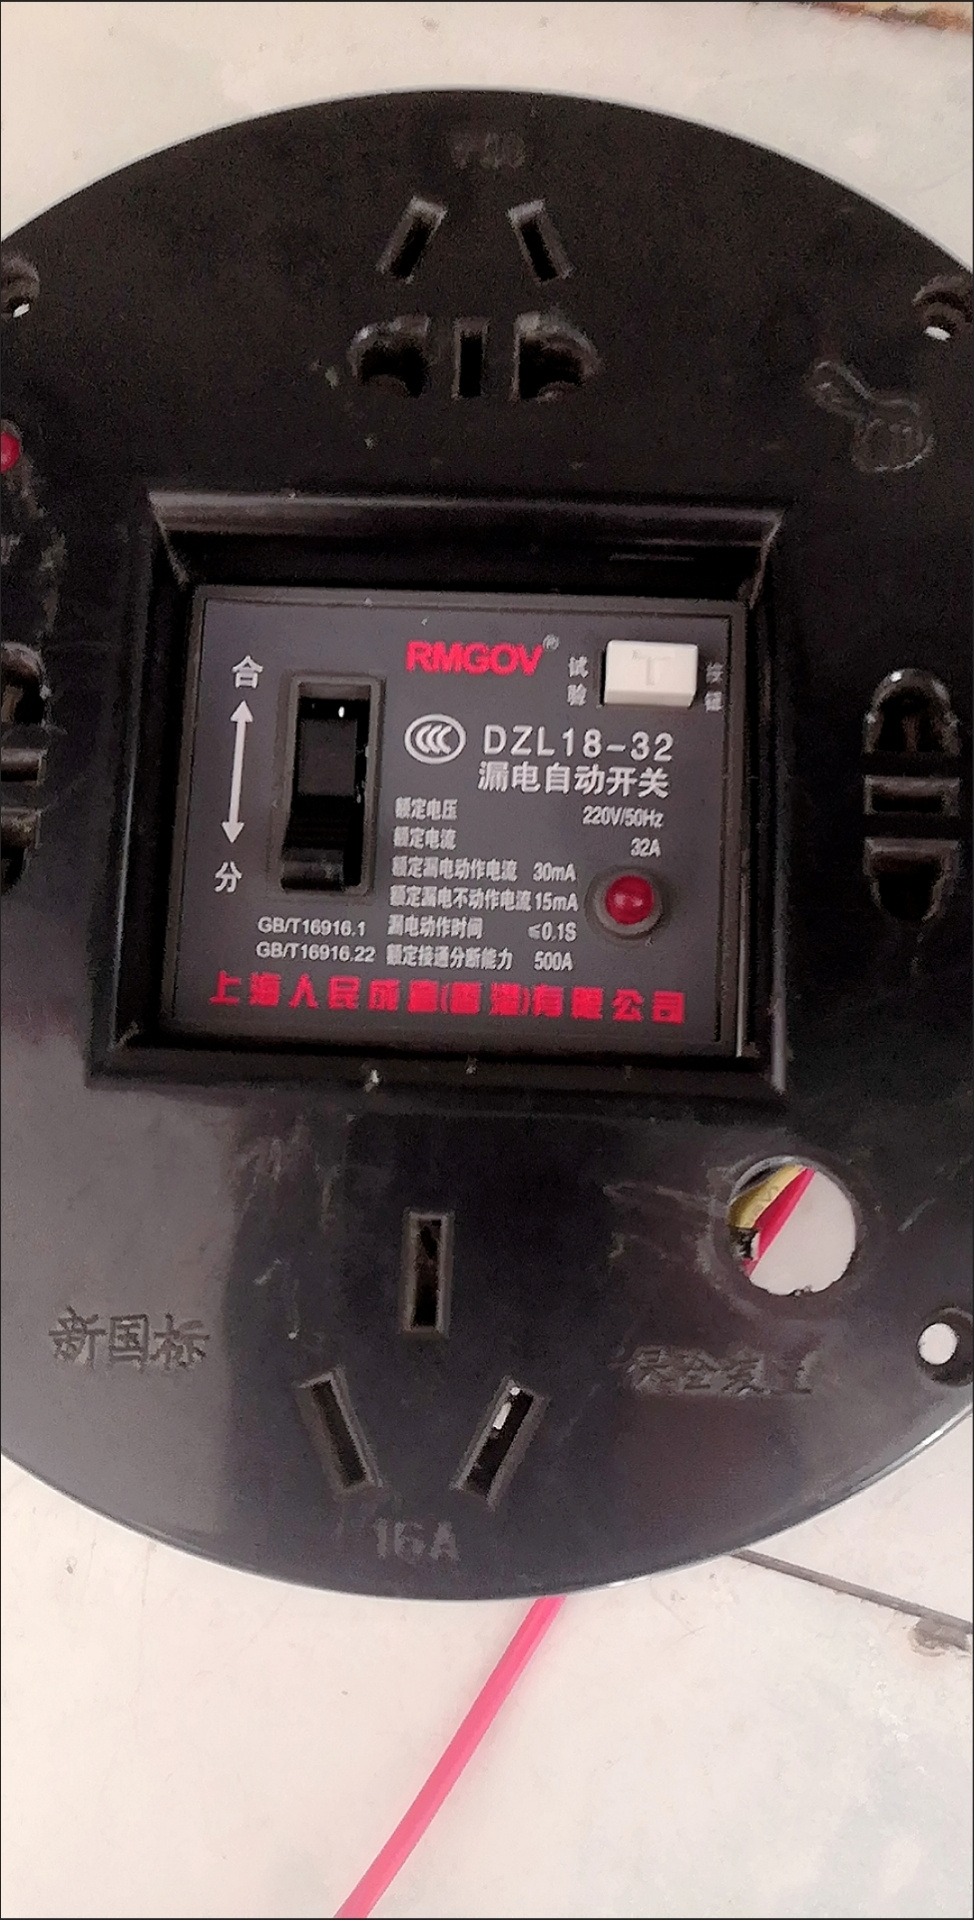 RMGOV®
试验
T
按钮
合
CCC DZL18-32
漏电自动开关
额定电压 220V/50Hz
额定电流 32A
额定漏电动作电流 30mA
额定漏电不动作电流 15mA
漏电动作时间 ≤0.1S
额定接通分断能力 500A
分
GB/T16916.1
GB/T16916.22
上海人民成套(香港)有限公司
新国标
16A